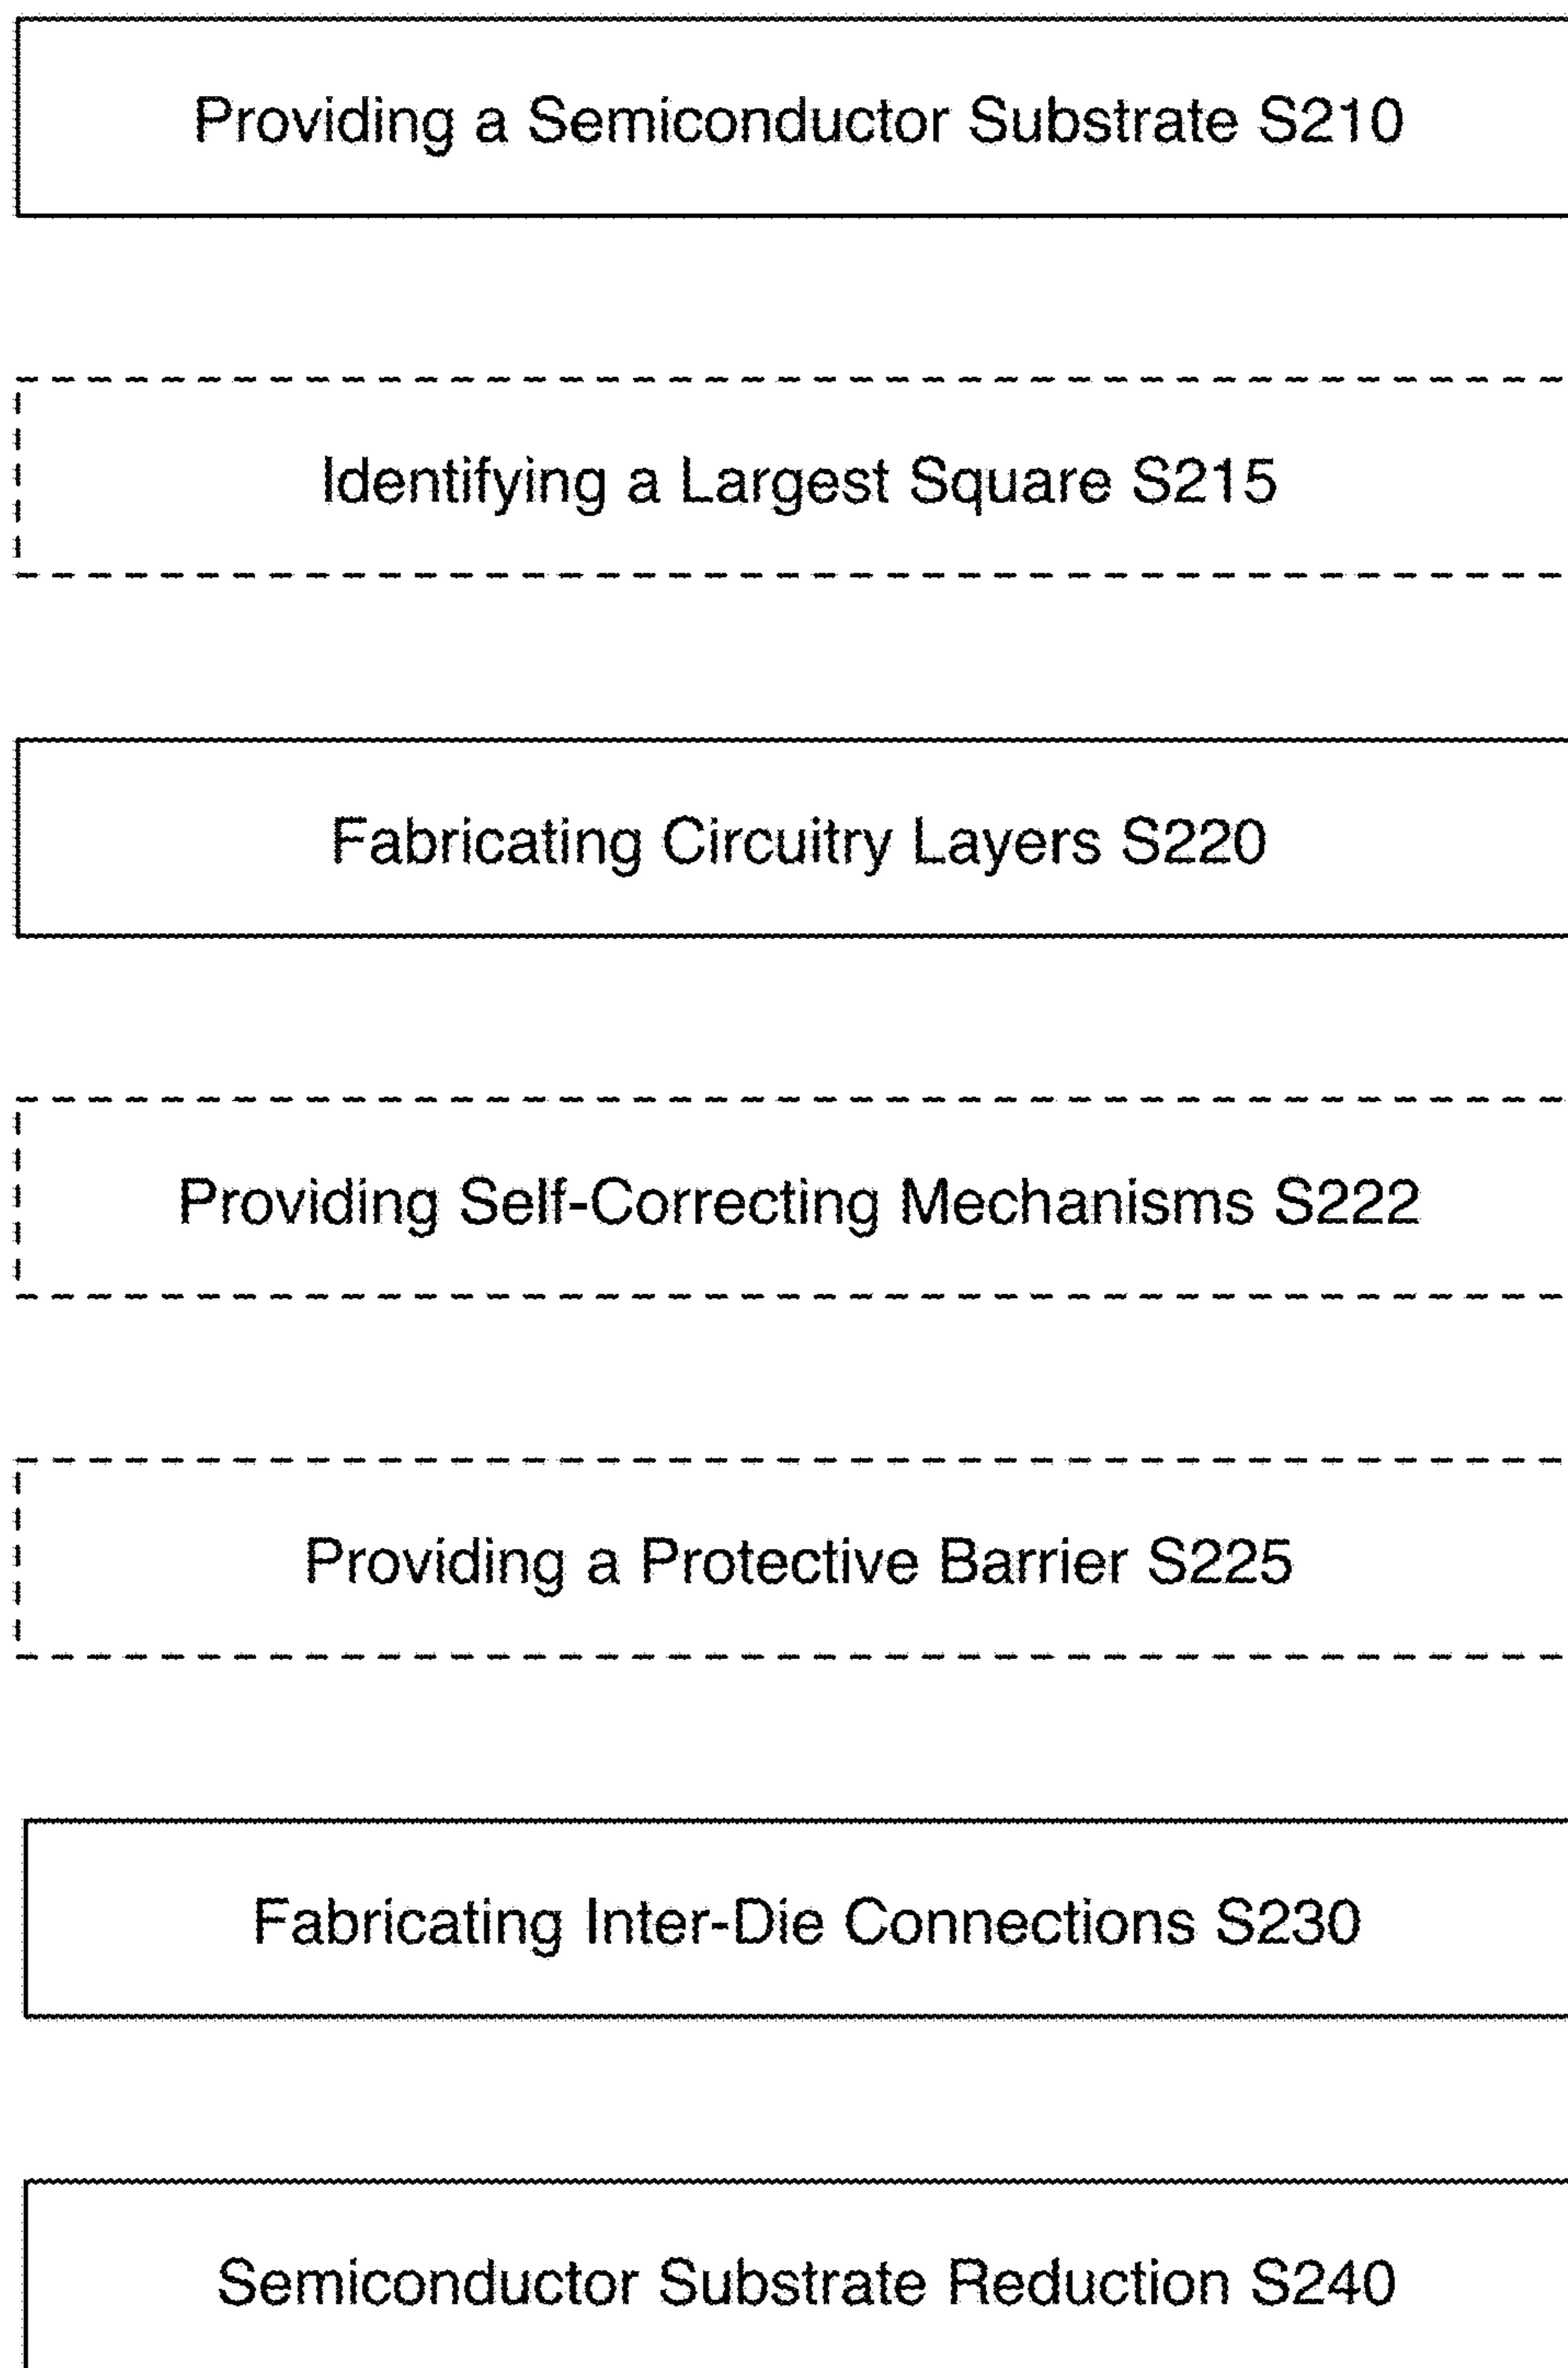 Providing a Semiconductor Substrate S210
Identifying a Largest Square S215
Fabricating Circuitry Layers S220
Providing Self-Correcting Mechanisms S222
Providing a Protective Barrier S225
Fabricating Inter-Die Connections S230
Semiconductor Substrate Reduction S240